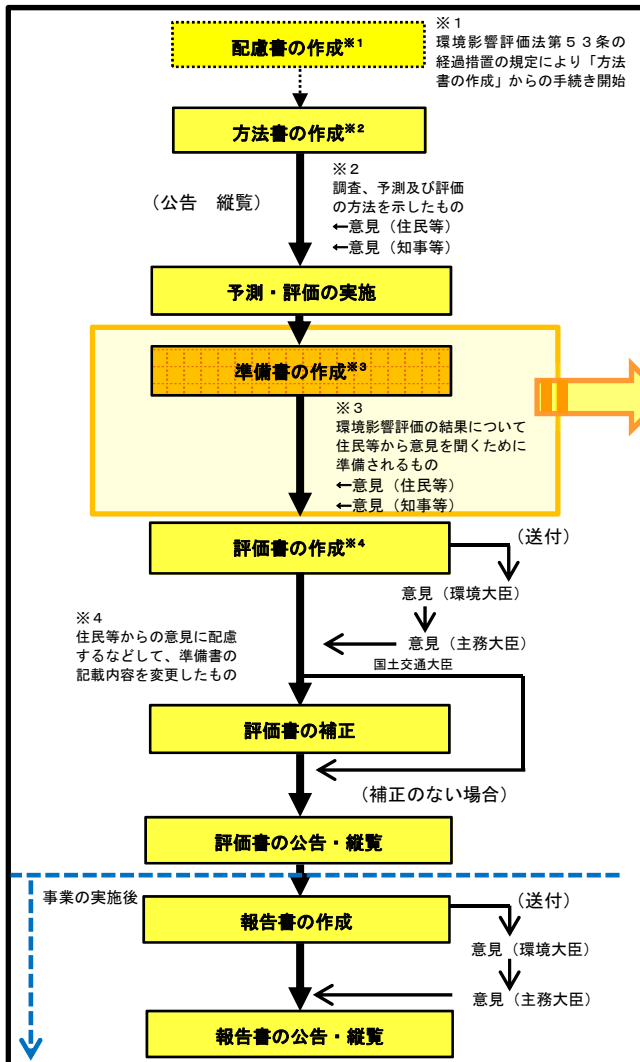 配慮書の作成※1
※1
環境影響評価法第53条の
経過措置の規定により「方法
書の作成」からの手続き開始
方法書の作成※2
(公告 縦覧)
※2
調査、予測及び評価
の方法を示したもの
←意見(住民等)
←意見(知事等)
予測・評価の実施
準備書の作成※3
※3
環境影響評価の結果について
住民等から意見を聞くために
準備されるもの
←意見(住民等)
←意見(知事等)
評価書の作成※4
(送付)
意見(環境大臣)
意見(主務大臣)
国土交通大臣
※4
住民等からの意見に配慮
するなどして、準備書の
記載内容を変更したもの
評価書の補正
(補正のない場合)
評価書の公告・縦覧
事業の実施後
報告書の作成
(送付)
意見(環境大臣)
意見(主務大臣)
報告書の公告・縦覧